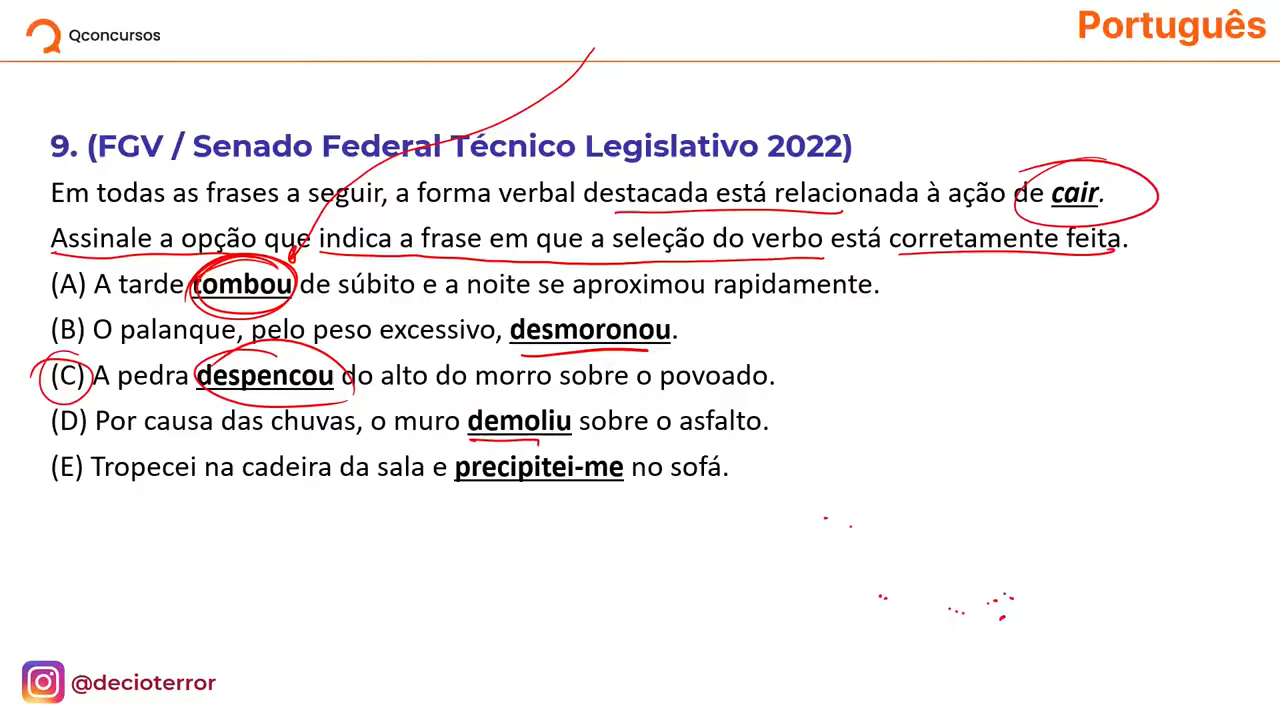 Qconcursos
Português
9. (FGV / Senado Federal Técnico Legislativo 2022)
Em todas as frases a seguir, a forma verbal destacada está relacionada à ação de cair.
Assinale a opção que indica a frase em que a seleção do verbo está corretamente feita.
(A) A tarde tombou de súbito e a noite se aproximou rapidamente.
(B) O palanque, pelo peso excessivo, desmoronou.
(C) A pedra despencou do alto do morro sobre o povoado.
(D) Por causa das chuvas, o muro demoliu sobre o asfalto.
(E) Tropecei na cadeira da sala e precipitei-me no sofá.
@decioterror